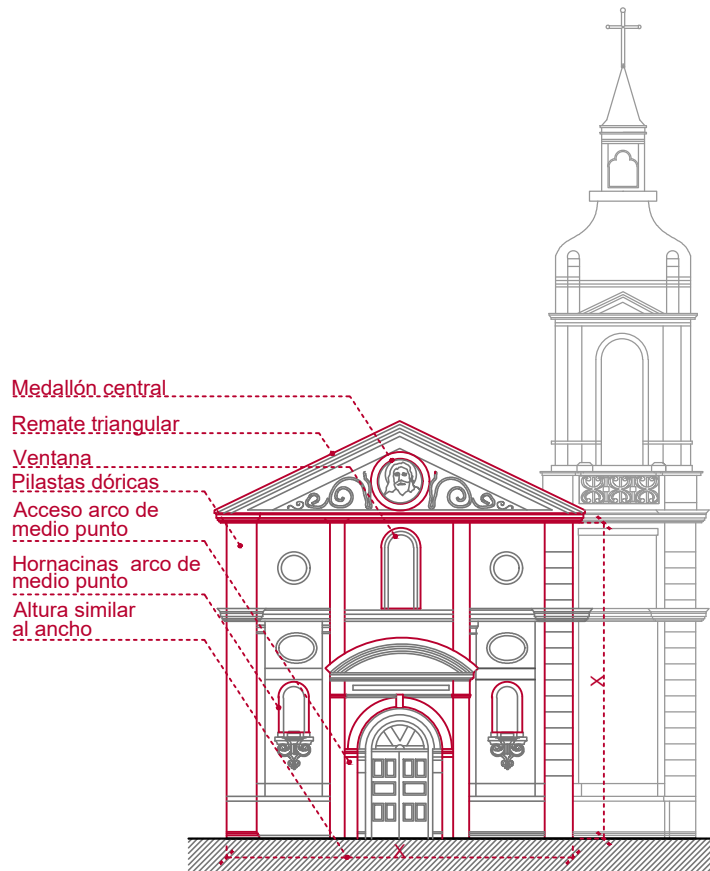 Medallón central
Remate triangular
Ventana
Pilastas dóricas
Acceso arco de
medio punto
Hornacinas arco de
medio punto
Altura similar
al ancho
X
X